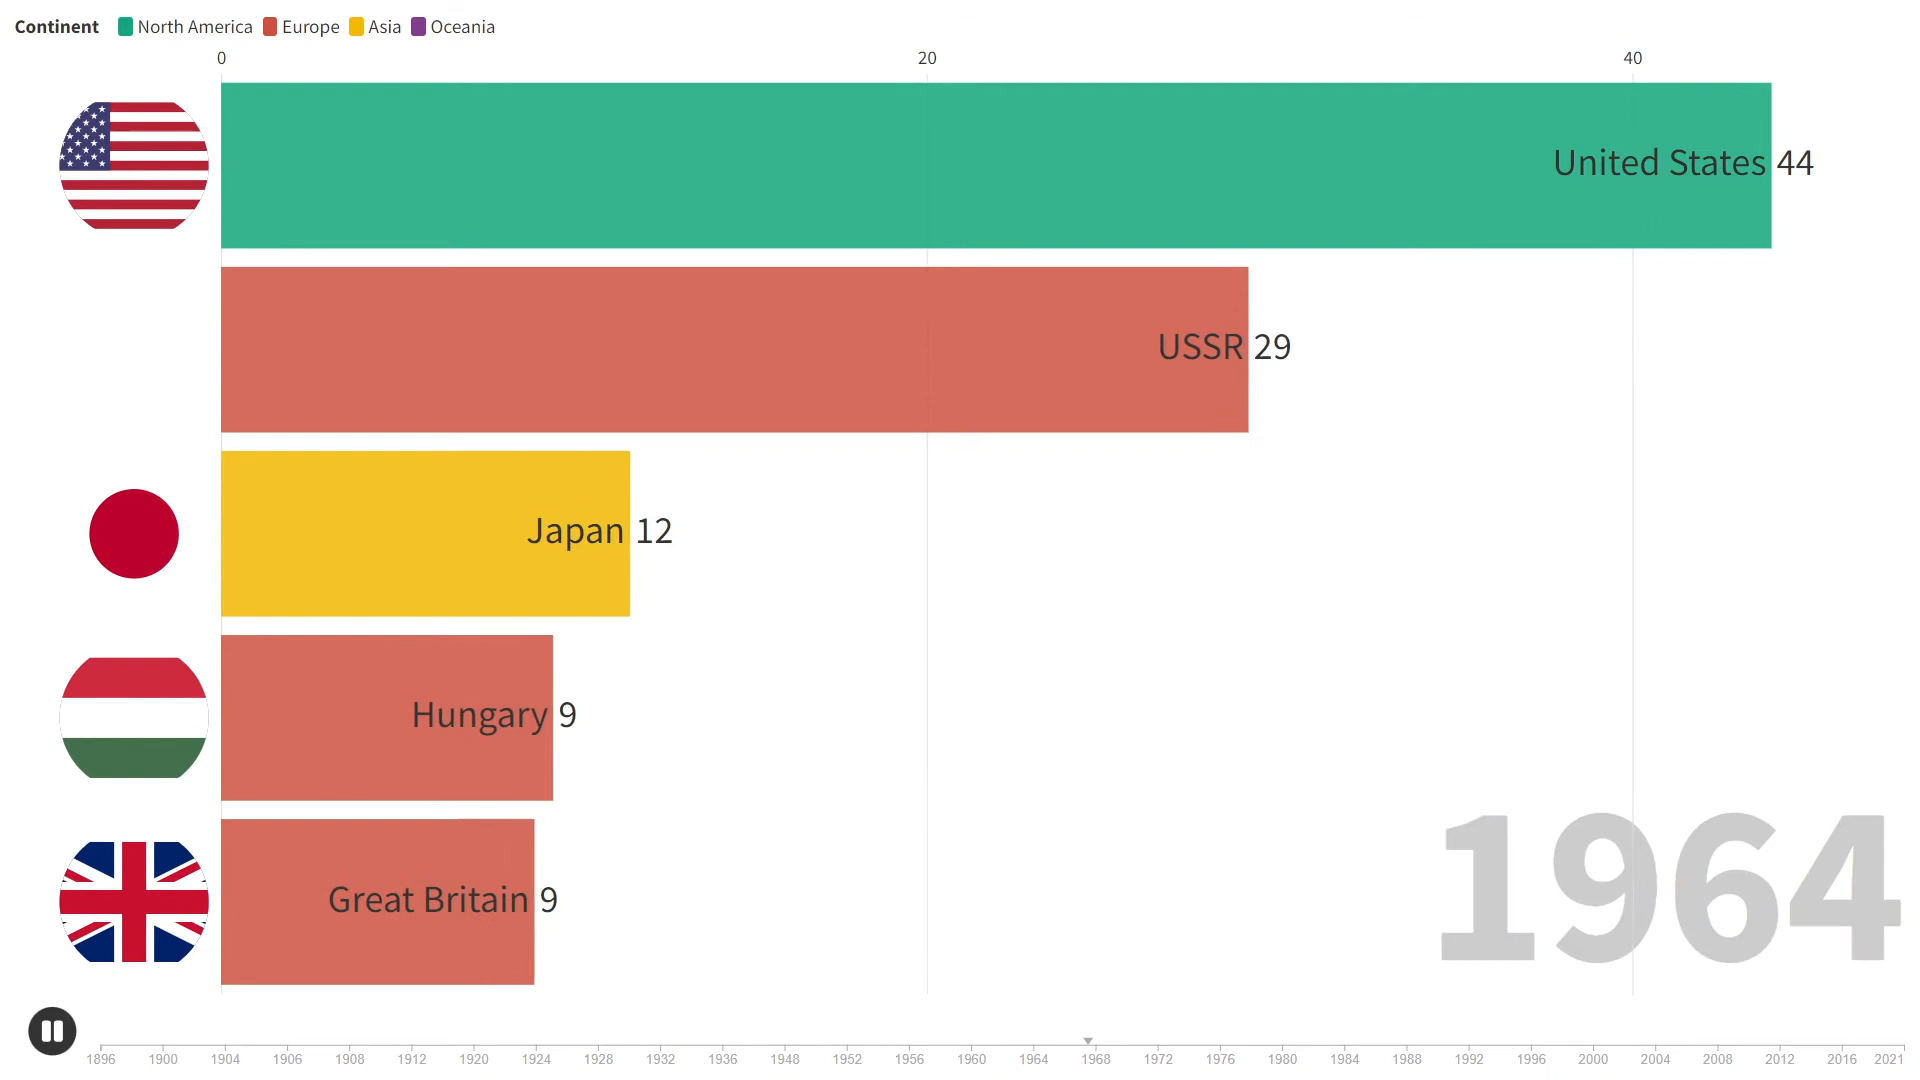 Continent North America Europe Asia Oceania
0 20 40
United States 44
USSR 29
Japan 12
Hungary 9
Great Britain 9
1964
1896 1900 1904 1906 1908 1912 1920 1924 1928 1932 1936 1948 1952 1956 1960 1964 1968 1972 1976 1980 1984 1988 1992 1996 2000 2004 2008 2012 2016 2021